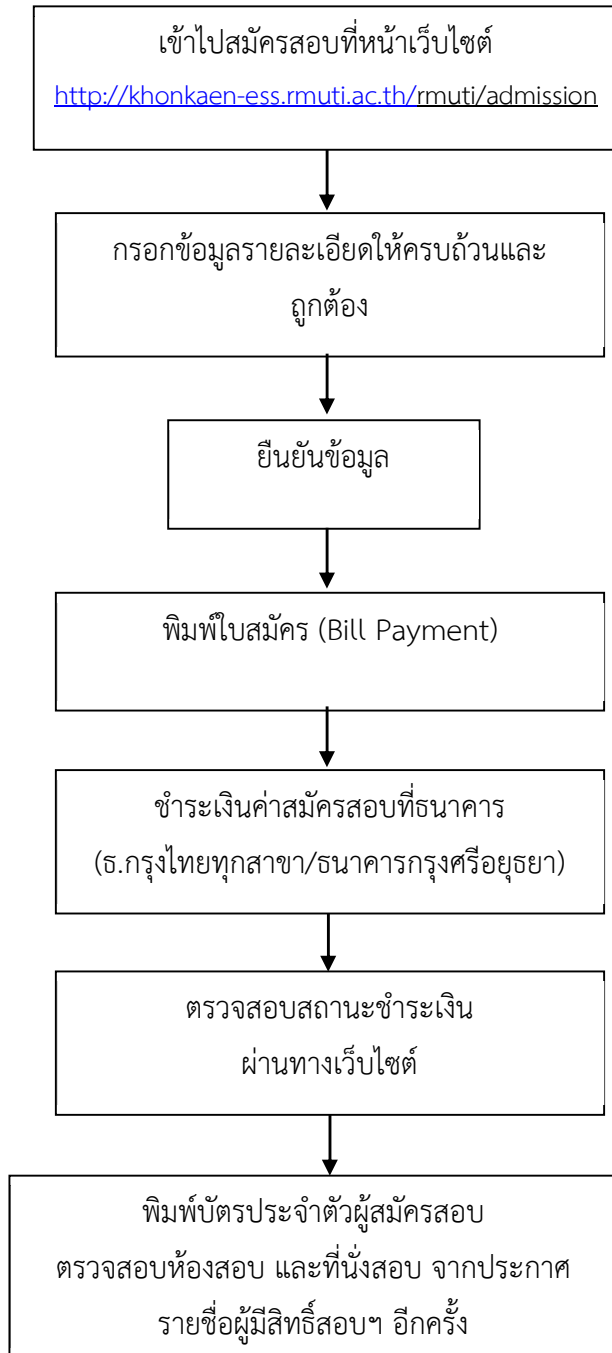 เข้าไปสมัครสอบที่หน้าเว็บไซต์
http://khonkaen-ess.rmuti.ac.th/rmuti/admission
กรอกข้อมูลรายละเอียดให้ครบถ้วนและ
ถูกต้อง
ยืนยันข้อมูล
พิมพ์ใบสมัคร (Bill Payment)
ชำระเงินค่าสมัครสอบที่ธนาคาร
(ธ.กรุงไทยทุกสาขา/ธนาคารกรุงศรีอยุธยา)
ตรวจสอบสถานะชำระเงิน
ผ่านทางเว็บไซต์
พิมพ์บัตรประจำตัวผู้สมัครสอบ
ตรวจสอบห้องสอบ และที่นั่งสอบ จากประกาศ
รายชื่อผู้มีสิทธิ์สอบฯ อีกครั้ง